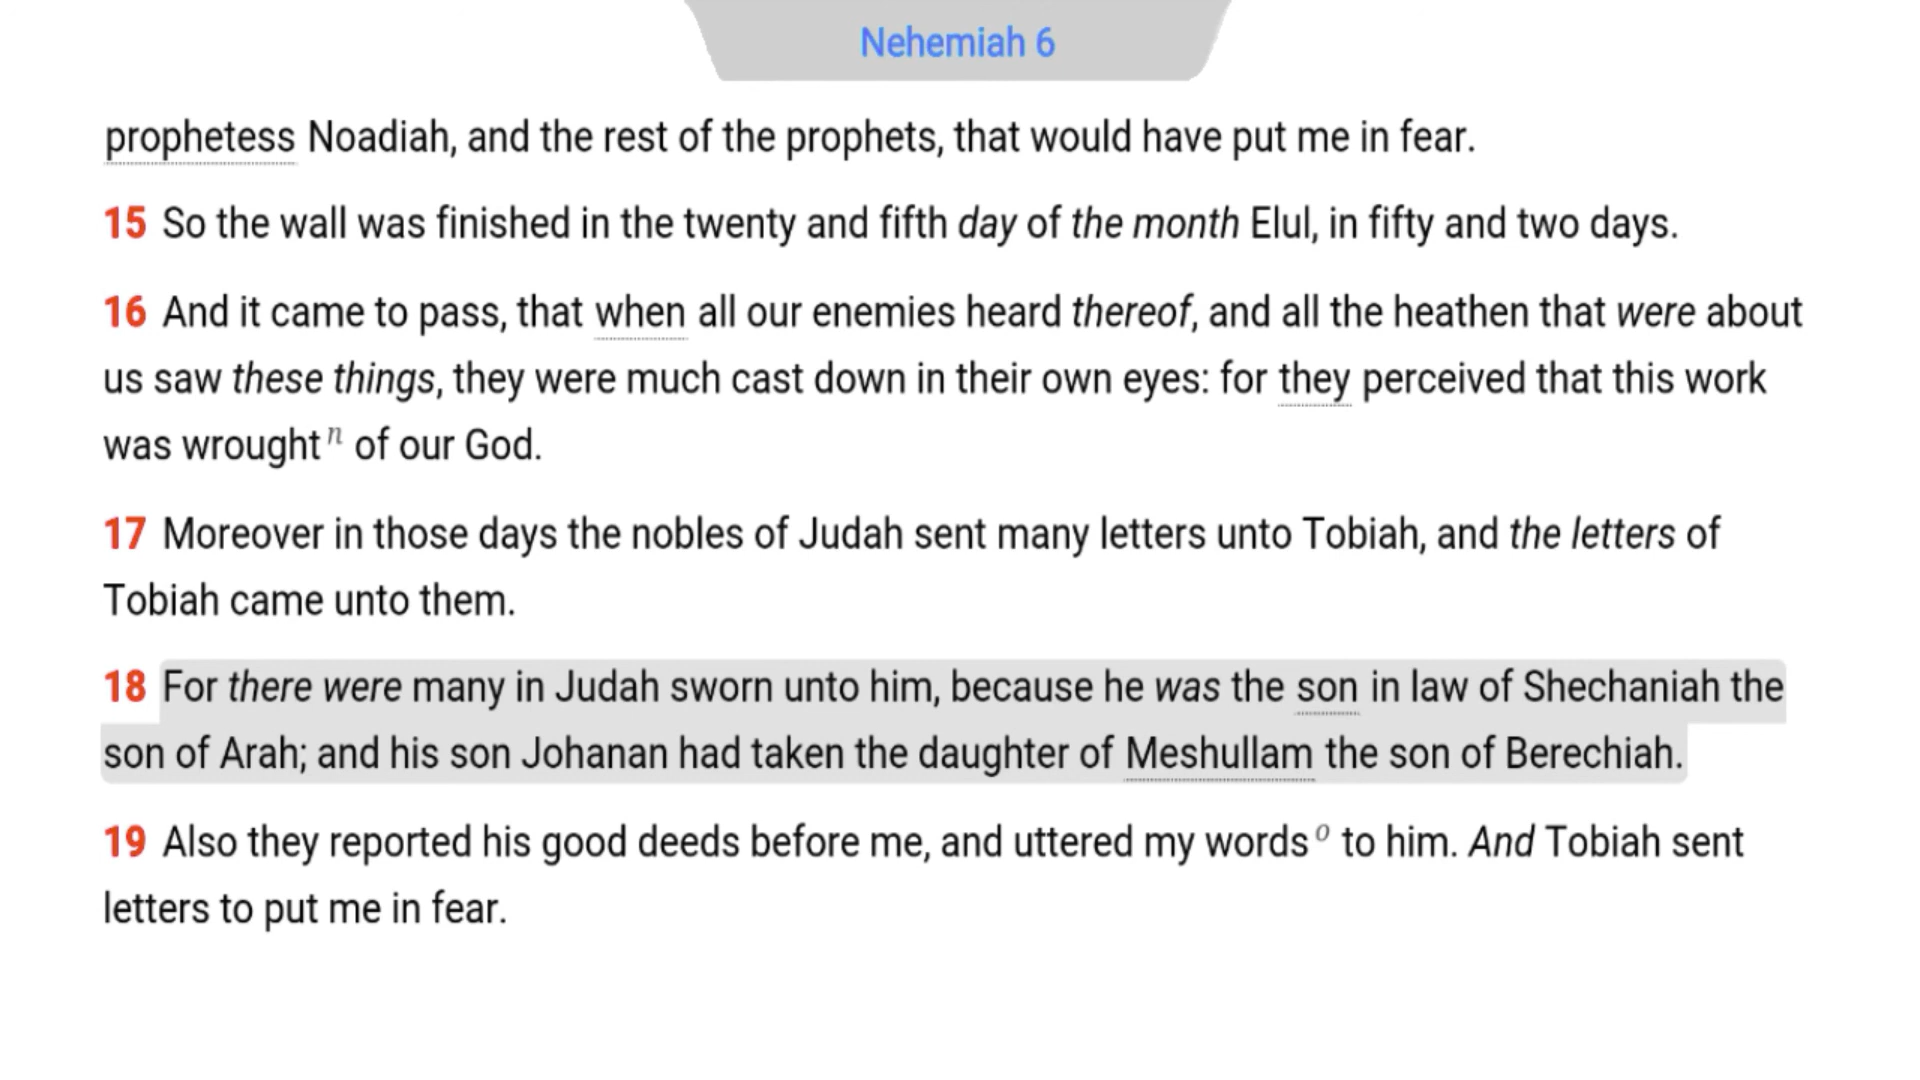 Nehemiah 6
prophetess Noadiah, and the rest of the prophets, that would have put me in fear.
15 So the wall was finished in the twenty and fifth day of the month Elul, in fifty and two days.
16 And it came to pass, that when all our enemies heard thereof, and all the heathen that were about
us saw these things, they were much cast down in their own eyes: for they perceived that this work
was wrought n of our God.
17 Moreover in those days the nobles of Judah sent many letters unto Tobiah, and the letters of
Tobiah came unto them.
18 For there were many in Judah sworn unto him, because he was the son in law of Shechaniah the
son of Arah; and his son Johanan had taken the daughter of Meshullam the son of Berechiah.
19 Also they reported his good deeds before me, and uttered my words o to him. And Tobiah sent
letters to put me in fear.